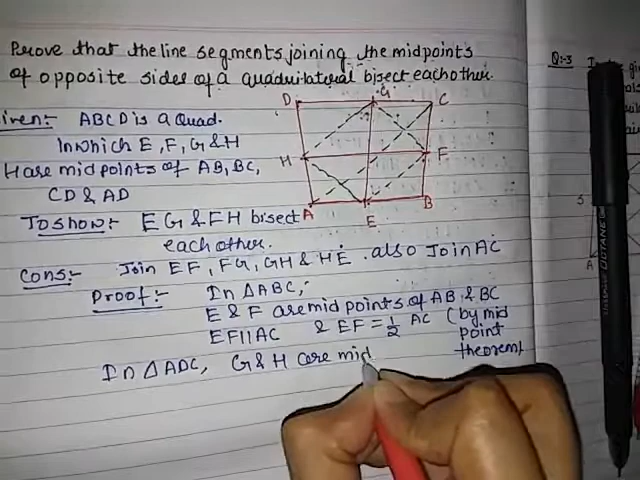 Prove that the line segments joining the midpoints
of opposite sides of a quadrilateral bisect each other.
iven:- ABCD is a Quad.
In which E, F, G & H
H are mid points of AB, BC,
CD & AD
To show:- EG & FH bisect
each other.
Cons:- Join EF, FG, GH & HE. also Join AC
Proof:- In △ABC,
E & F are mid points of AB & BC
EF || AC & EF = 1/2 AC (by mid
point
theorem)
In △ADC, G & H are mid
D G C
H F
A E B
Q:-3
S
A